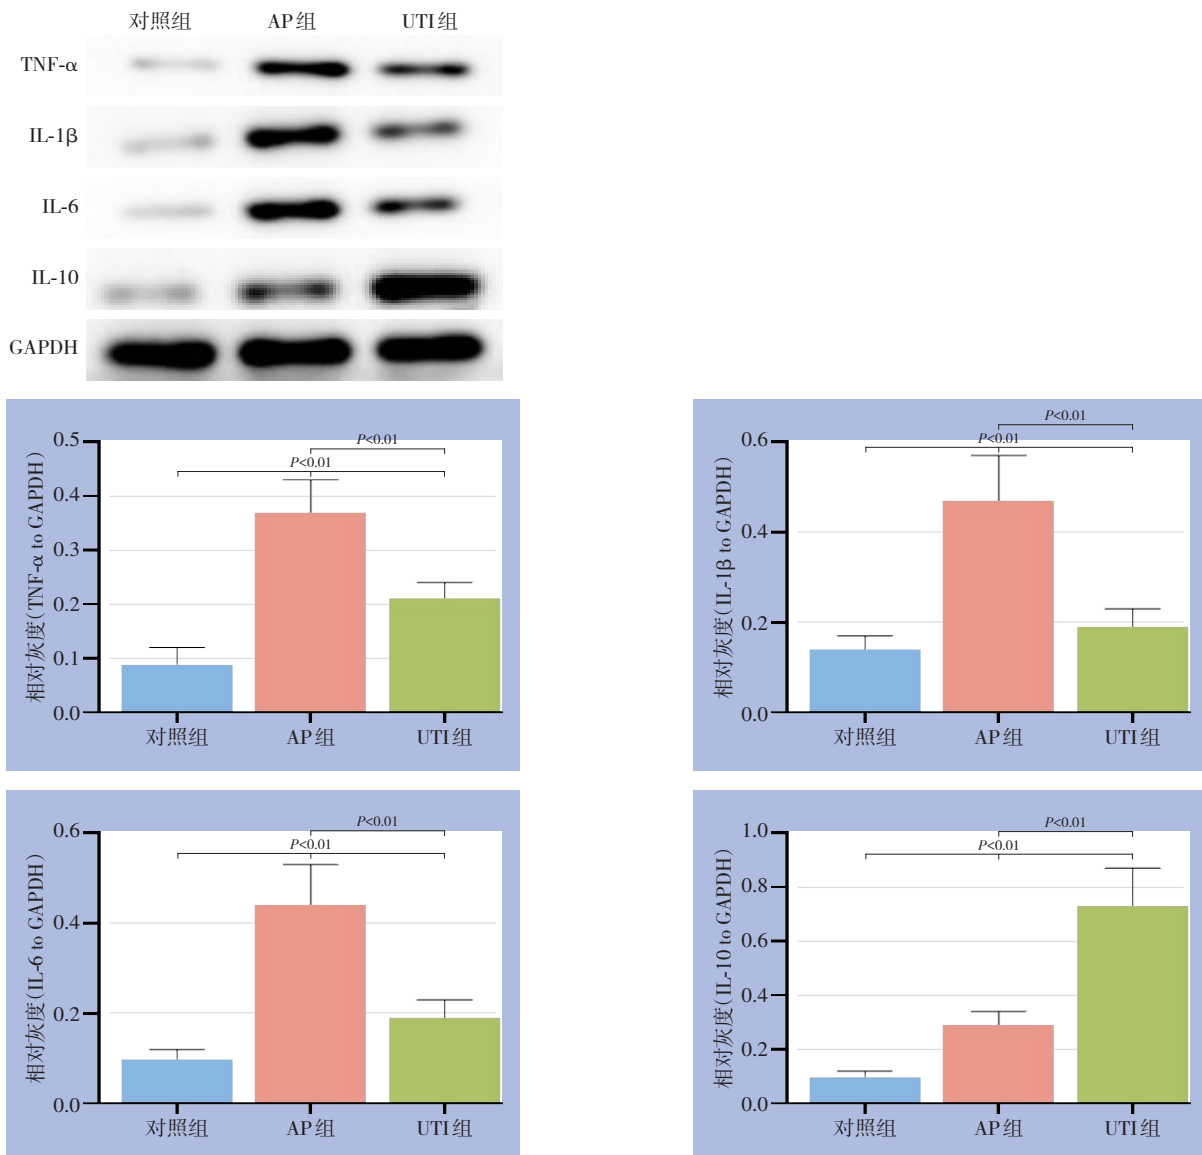 对照组 AP组 UTI组
TNF-α
IL-1β
IL-6
IL-10
GAPDH
相对灰度(TNF-α to GAPDH)
0.5
0.4
0.3
0.2
0.1
0.0
P<0.01
P<0.01
对照组 AP组 UTI组
相对灰度(IL-1β to GAPDH)
0.6
0.4
0.2
0.0
P<0.01
P<0.01
对照组 AP组 UTI组
相对灰度(IL-6 to GAPDH)
0.6
0.4
0.2
0.0
P<0.01
P<0.01
对照组 AP组 UTI组
相对灰度(IL-10 to GAPDH)
1.0
0.8
0.6
0.4
0.2
0.0
P<0.01
P<0.01
对照组 AP组 UTI组